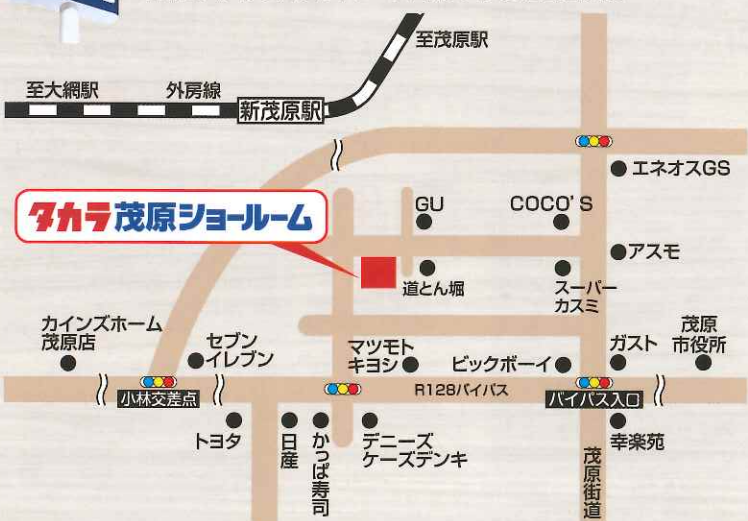 至茂原駅
至大網駅
外房線
新茂原駅
エネオスGS
タカラ茂原ショールーム
GU
COCO'S
アスモ
道とん堀
スーパー
カスミ
カインズホーム
茂原店
セブン
イレブン
マツモト
キヨシ
ビックボーイ
ガスト
茂原
市役所
小林交差点
R128バイパス
バイパス入口
トヨタ
日産
かっぱ寿司
デニーズ
ケーズデンキ
茂原街道
幸楽苑